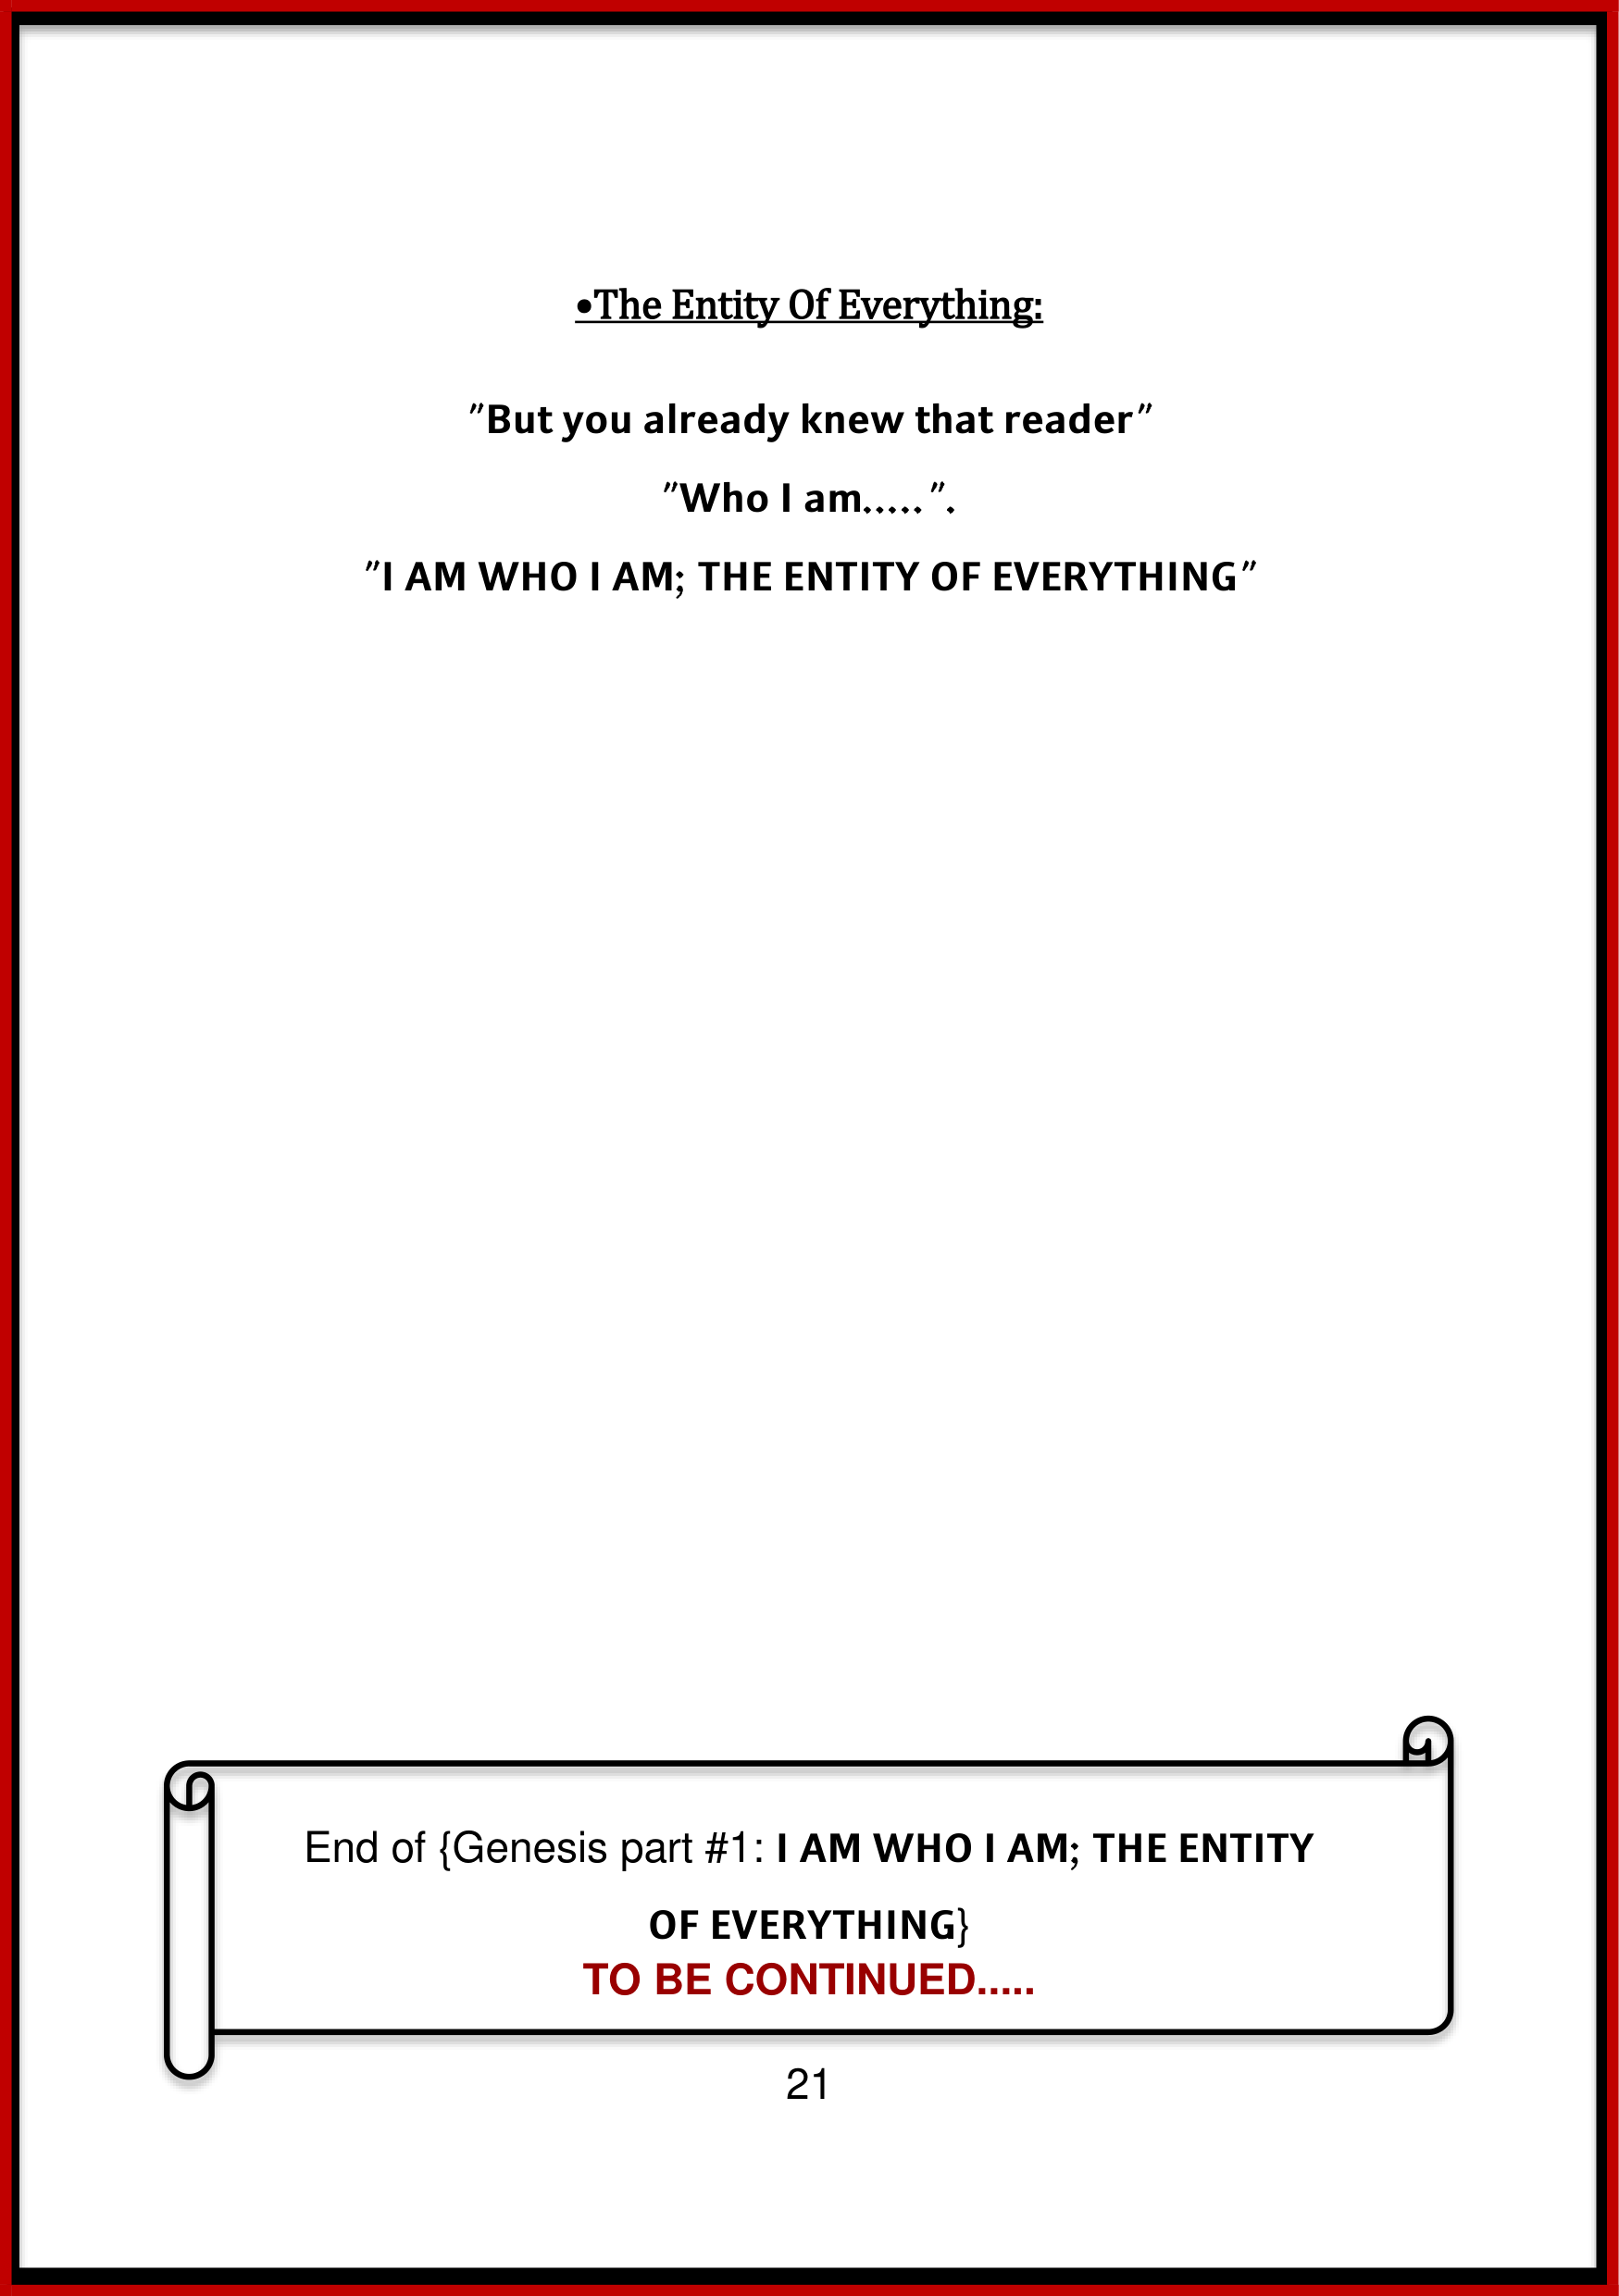 •The Entity Of Everything:
"But you already knew that reader"
"Who I am.....".
"I AM WHO I AM; THE ENTITY OF EVERYTHING"
End of {Genesis part #1: I AM WHO I AM; THE ENTITY
OF EVERYTHING}
TO BE CONTINUED.....
21